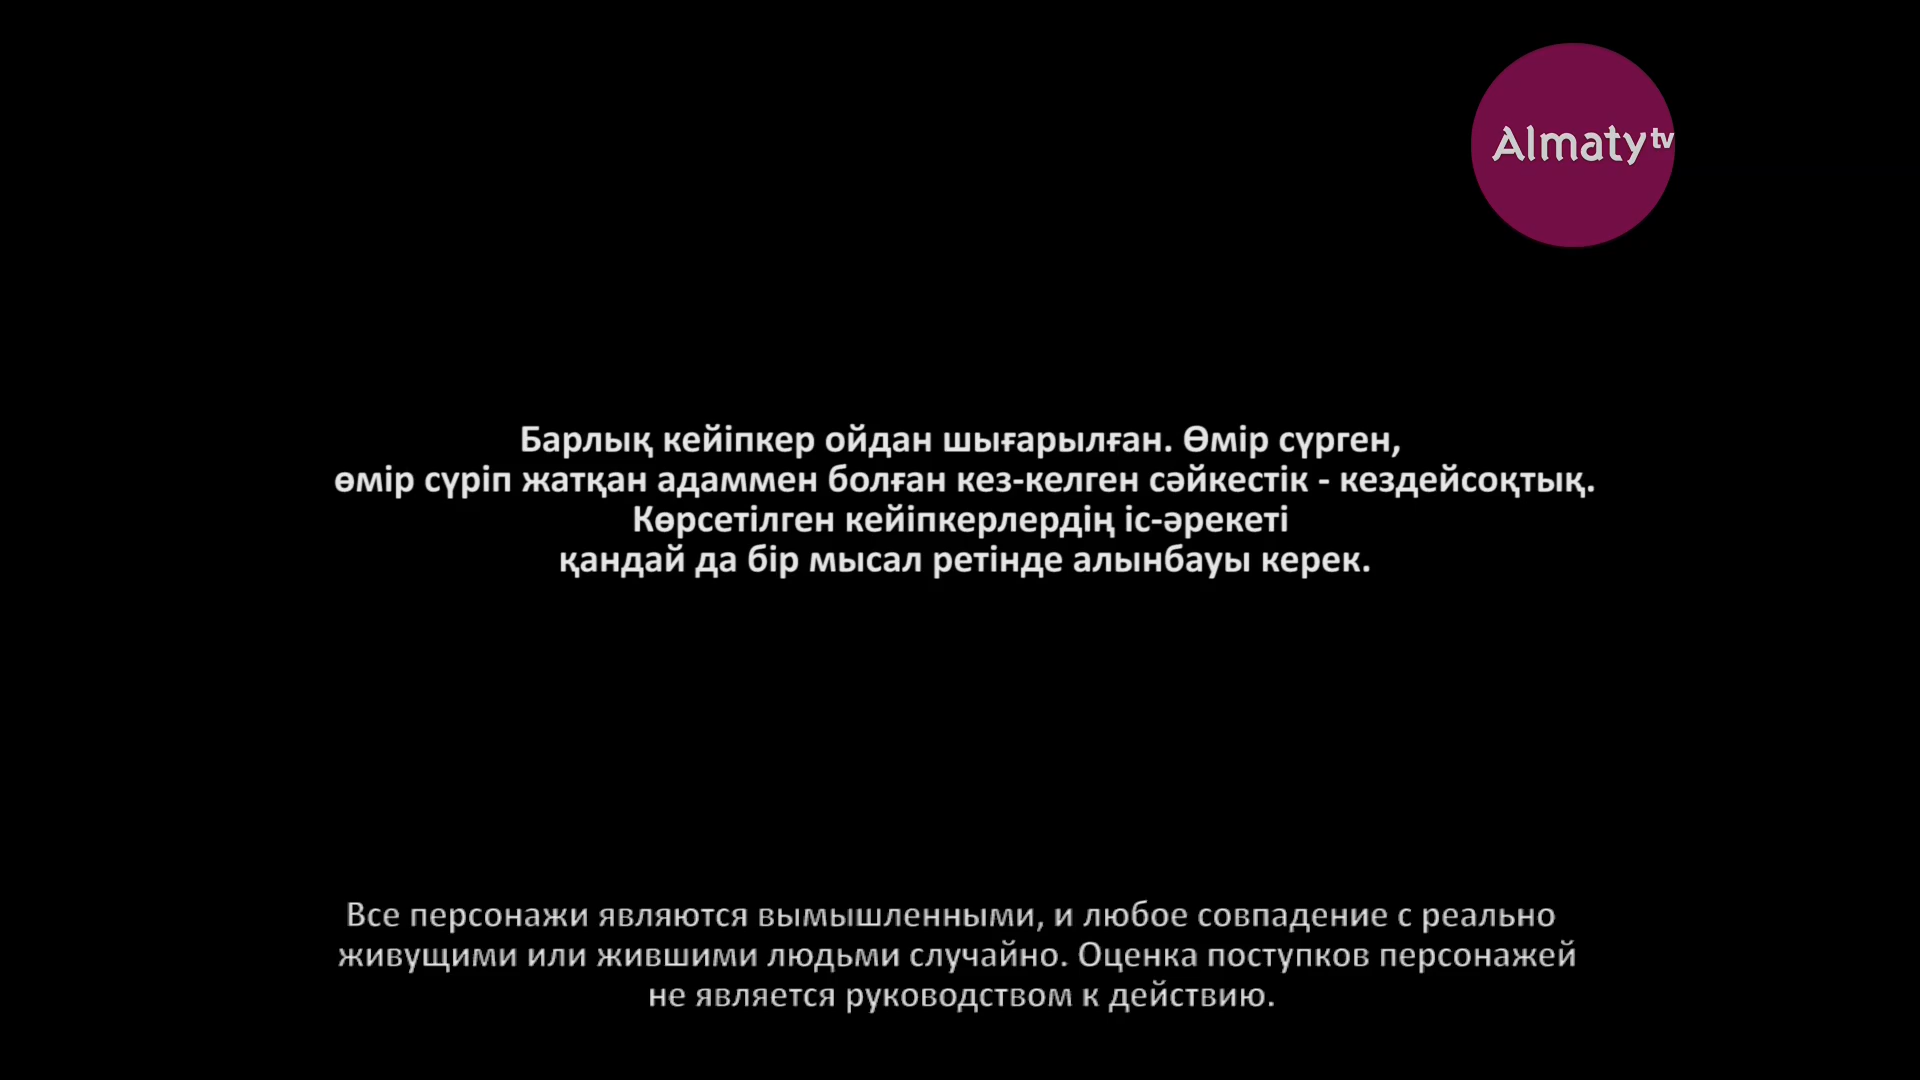 Almaty tv
Барлық кейіпкер ойдан шығарылған. Өмір сүрген,
өмір сүріп жатқан адаммен болған кез-келген сәйкестік - кездейсоқтық.
Көрсетілген кейіпкерлердің іс-әрекеті
қандай да бір мысал ретінде алынбауы керек.
Все персонажи являются вымышленными, и любое совпадение с реально
живущими или жившими людьми случайно. Оценка поступков персонажей
не является руководством к действию.